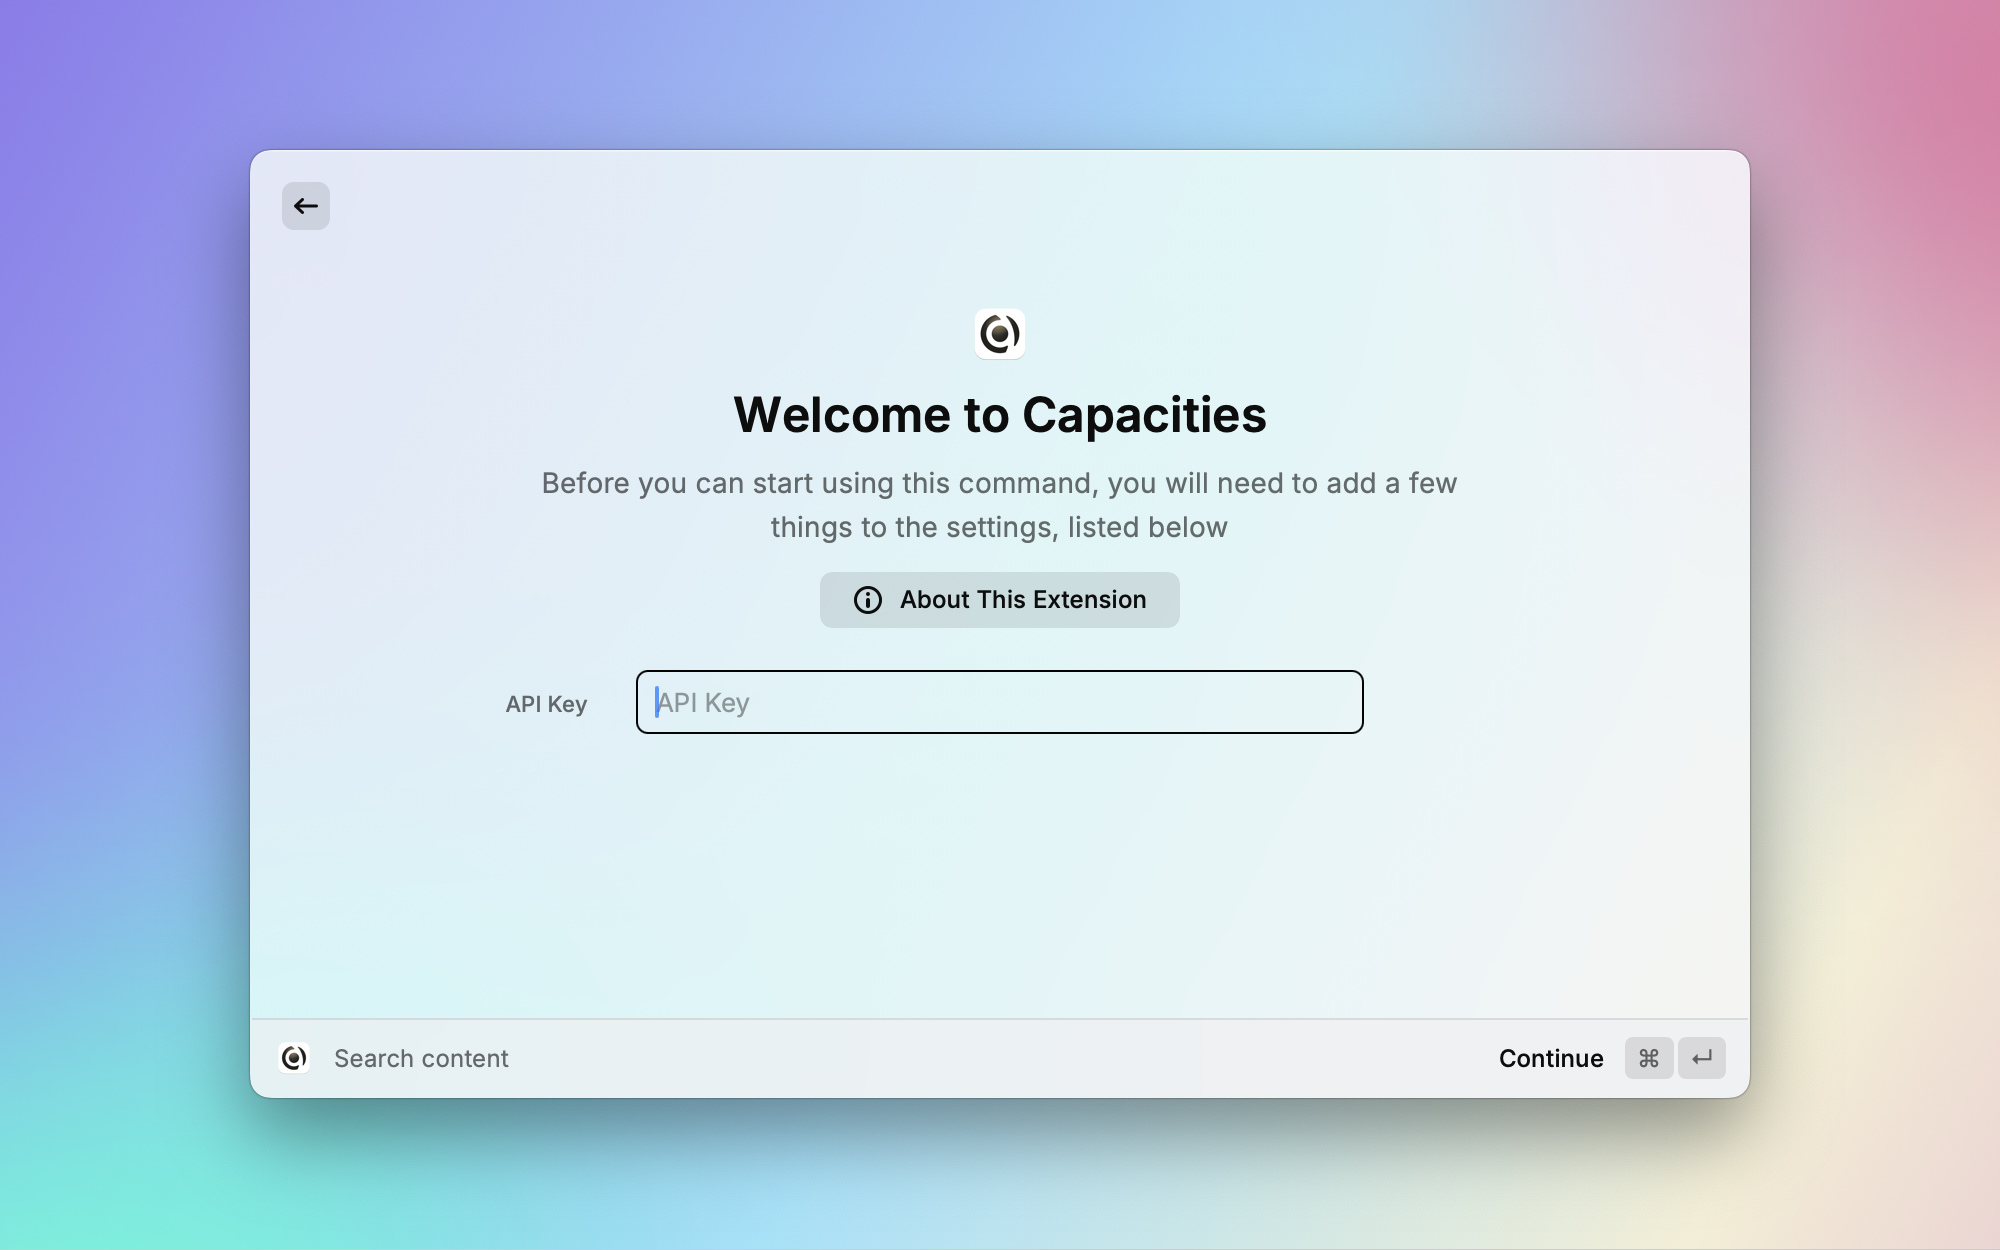 Welcome to Capacities
Before you can start using this command, you will need to add a few
things to the settings, listed below
About This Extension
API Key
API Key
Search content
Continue ⌘ ↵